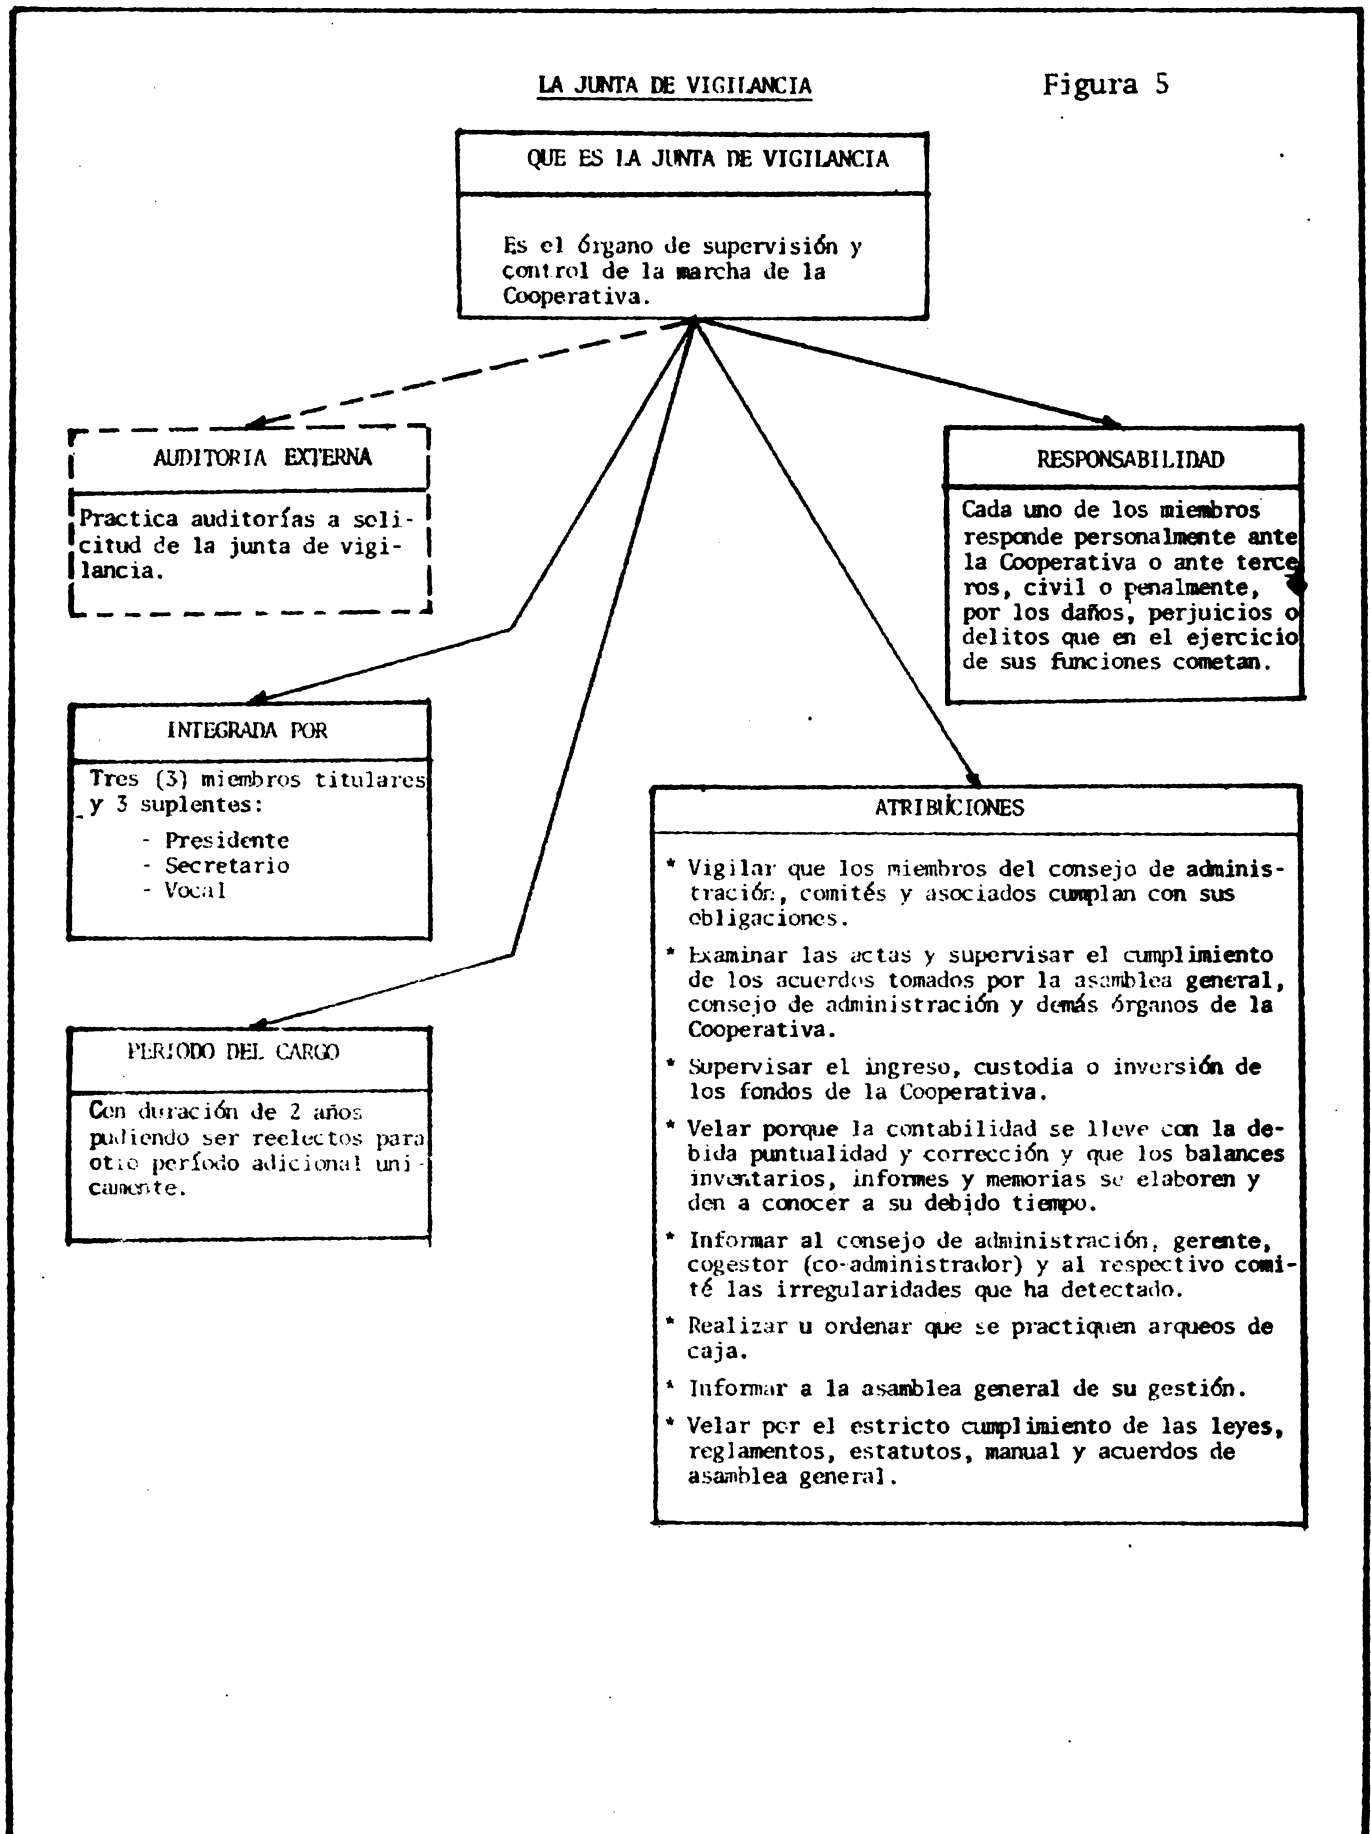 LA JUNTA DE VIGILANCIA
Figura 5
QUE ES LA JUNTA DE VIGILANCIA
Es el órgano de supervisión y
control de la marcha de la
Cooperativa.
AUDITORIA EXTERNA
Practica auditorías a soli-
citud de la junta de vigi-
lancia.
RESPONSABILIDAD
Cada uno de los miembros
responde personalmente ante
la Cooperativa o ante terce
ros, civil o penalmente,
por los daños, perjuicios o
delitos que en el ejercicio
de sus funciones cometan.
INTEGRADA POR
Tres (3) miembros titulares
y 3 suplentes:
- Presidente
- Secretario
- Vocal
PERIODO DEL CARGO
Con duración de 2 años
pudiendo ser reelectos para
otro período adicional uni-
camente.
ATRIBUCIONES
* Vigilar que los miembros del consejo de adminis-
tración, comités y asociados cumplan con sus
obligaciones.
* Examinar las actas y supervisar el cumplimiento
de los acuerdos tomados por la asamblea general,
consejo de administración y demás órganos de la
Cooperativa.
* Supervisar el ingreso, custodia o inversión de
los fondos de la Cooperativa.
* Velar porque la contabilidad se lleve con la de-
bida puntualidad y corrección y que los balances
inventarios, informes y memorias se elaboren y
den a conocer a su debido tiempo.
* Informar al consejo de administración, gerente,
cogestor (co-administrador) y al respectivo comi-
té las irregularidades que ha detectado.
* Realizar u ordenar que se practiquen arqueos de
caja.
* Informar a la asamblea general de su gestión.
* Velar por el estricto cumplimiento de las leyes,
reglamentos, estatutos, manual y acuerdos de
asamblea general.